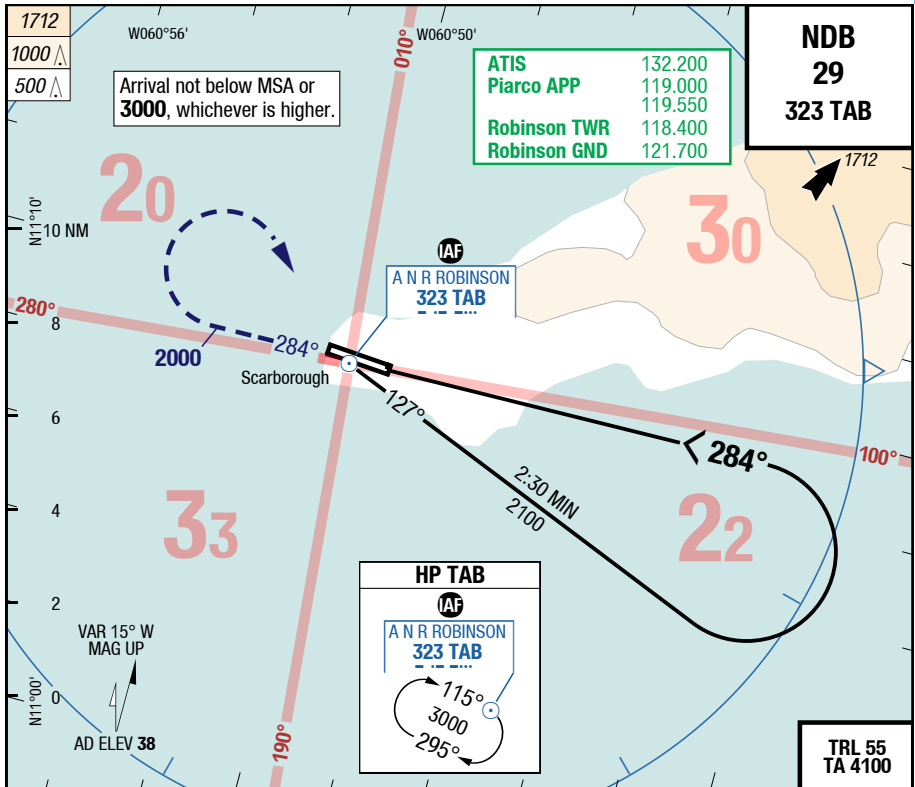 1712
1000
500
W060°56'
W060°50'
Arrival not below MSA or
3000, whichever is higher.
010°
ATIS 132.200
Piarco APP 119.000
119.550
Robinson TWR 118.400
Robinson GND 121.700
NDB
29
323 TAB
1712
20
30
N11°10'
10 NM
IAF
A N R ROBINSON
323 TAB
280°
8
284°
2000
Scarborough
6
127°
284°
100°
2:30 MIN
2100
4
33
22
2
HP TAB
IAF
A N R ROBINSON
323 TAB
115°
3000
295°
VAR 15° W
MAG UP
N11°00'
0
AD ELEV 38
190°
TRL 55
TA 4100